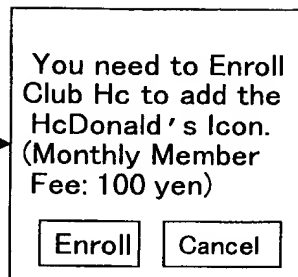 You need to Enroll
Club Hc to add the
HcDonald's Icon.
(Monthly Member
Fee: 100 yen)
Enroll Cancel